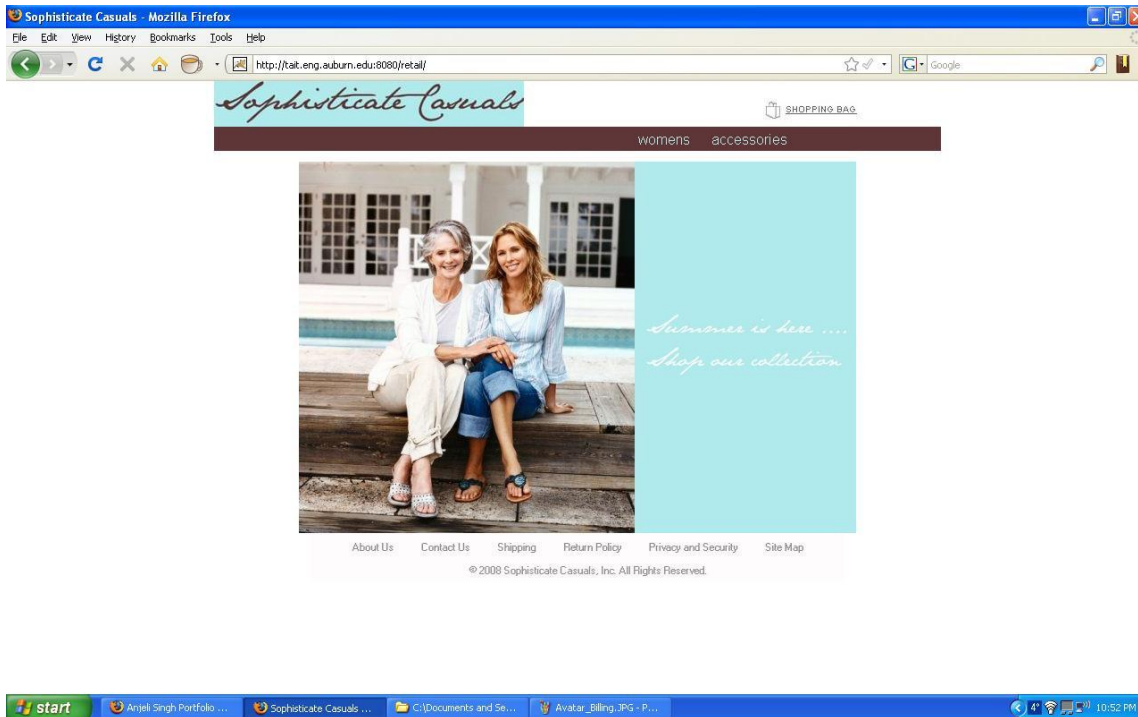 Sophisticate Casuals - Mozilla Firefox
File Edit View History Bookmarks Tools Help
http://tait.eng.auburn.edu:8080/retail/
G Google
Sophisticate Casuals
SHOPPING BAG
womens accessories
Summer is here ....
Shop our collection
About Us Contact Us Shipping Return Policy Privacy and Security Site Map
© 2008 Sophisticate Casuals, Inc. All Rights Reserved.
start Anjeli Singh Portfolio ... Sophisticate Casuals ... C:\Documents and Se... Avatar_Billing.JPG - P... 4° 10:52 PM